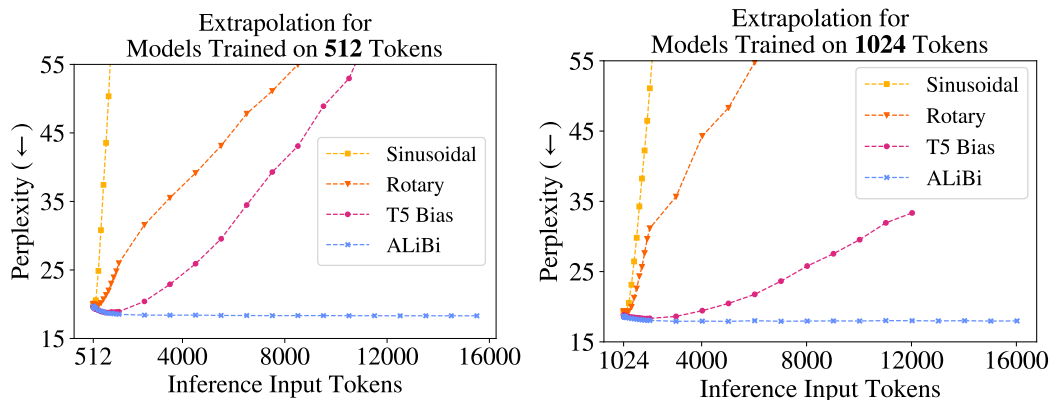 Extrapolation for
Models Trained on 512 Tokens
55
45
35
25
15
Perplexity (←)
Sinusoidal
Rotary
T5 Bias
ALiBi
512
4000
8000
12000
16000
Inference Input Tokens
Extrapolation for
Models Trained on 1024 Tokens
55
45
35
25
15
Perplexity (←)
Sinusoidal
Rotary
T5 Bias
ALiBi
1024
4000
8000
12000
16000
Inference Input Tokens